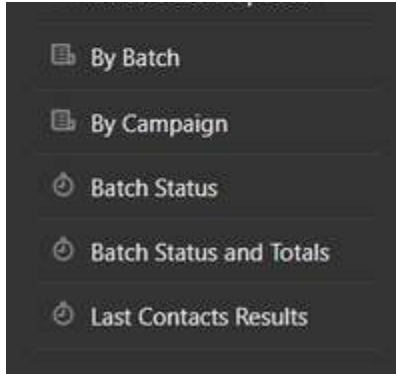 By Batch
By Campaign
Batch Status
Batch Status and Totals
Last Contacts Results